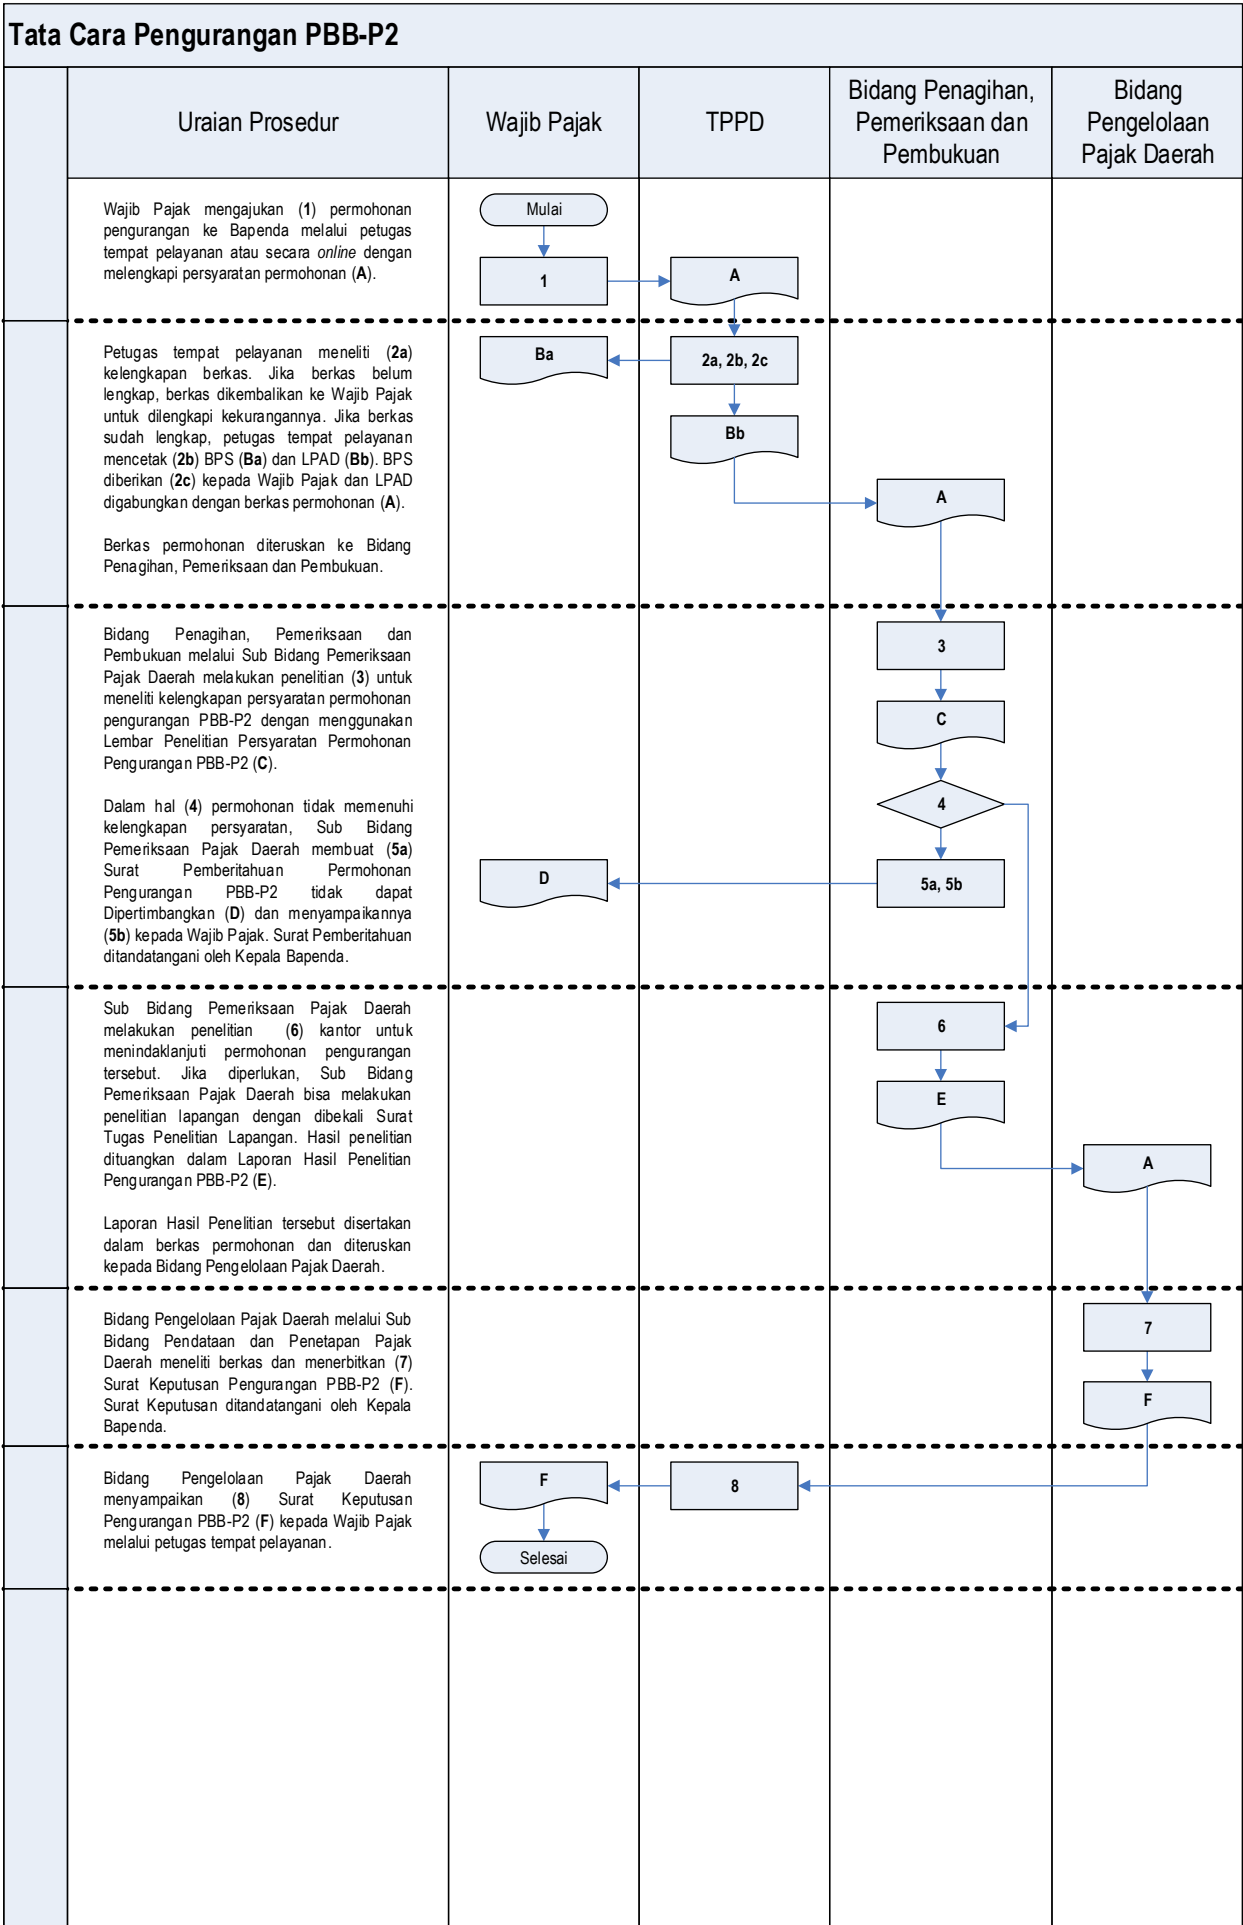 Tata Cara Pengurangan PBB-P2
Uraian Prosedur
Wajib Pajak
TPPD
Bidang Penagihan,
Pemeriksaan dan
Pembukuan
Bidang
Pengelolaan
Pajak Daerah
Wajib Pajak mengajukan (1) permohonan
pengurangan ke Bapenda melalui petugas
tempat pelayanan atau secara online dengan
melengkapi persyaratan permohonan (A).
Mulai
1
A
Petugas tempat pelayanan meneliti (2a)
kelengkapan berkas. Jika berkas belum
lengkap, berkas dikembalikan ke Wajib Pajak
untuk dilengkapi kekurangannya. Jika berkas
sudah lengkap, petugas tempat pelayanan
mencetak (2b) BPS (Ba) dan LPAD (Bb). BPS
diberikan (2c) kepada Wajib Pajak dan LPAD
digabungkan dengan berkas permohonan (A).
Berkas permohonan diteruskan ke Bidang
Penagihan, Pemeriksaan dan Pembukuan.
Ba
2a, 2b, 2c
Bb
A
Bidang Penagihan, Pemeriksaan dan
Pembukuan melalui Sub Bidang Pemeriksaan
Pajak Daerah melakukan penelitian (3) untuk
meneliti kelengkapan persyaratan permohonan
pengurangan PBB-P2 dengan menggunakan
Lembar Penelitian Persyaratan Permohonan
Pengurangan PBB-P2 (C).
Dalam hal (4) permohonan tidak memenuhi
kelengkapan persyaratan, Sub Bidang
Pemeriksaan Pajak Daerah membuat (5a)
Surat Pemberitahuan Permohonan
Pengurangan PBB-P2 tidak dapat
Dipertimbangkan (D) dan menyampaikannya
(5b) kepada Wajib Pajak. Surat Pemberitahuan
ditandatangani oleh Kepala Bapenda.
3
C
4
D
5a, 5b
Sub Bidang Pemeriksaan Pajak Daerah
melakukan penelitian (6) kantor untuk
menindaklanjuti permohonan pengurangan
tersebut. Jika diperlukan, Sub Bidang
Pemeriksaan Pajak Daerah bisa melakukan
penelitian lapangan dengan dibekali Surat
Tugas Penelitian Lapangan. Hasil penelitian
dituangkan dalam Laporan Hasil Penelitian
Pengurangan PBB-P2 (E).
Laporan Hasil Penelitian tersebut disertakan
dalam berkas permohonan dan diteruskan
kepada Bidang Pengelolaan Pajak Daerah.
6
E
A
Bidang Pengelolaan Pajak Daerah melalui Sub
Bidang Pendataan dan Penetapan Pajak
Daerah meneliti berkas dan menerbitkan (7)
Surat Keputusan Pengurangan PBB-P2 (F).
Surat Keputusan ditandatangani oleh Kepala
Bapenda.
7
F
Bidang Pengelolaan Pajak Daerah
menyampaikan (8) Surat Keputusan
Pengurangan PBB-P2 (F) kepada Wajib Pajak
melalui petugas tempat pelayanan.
F
8
Selesai